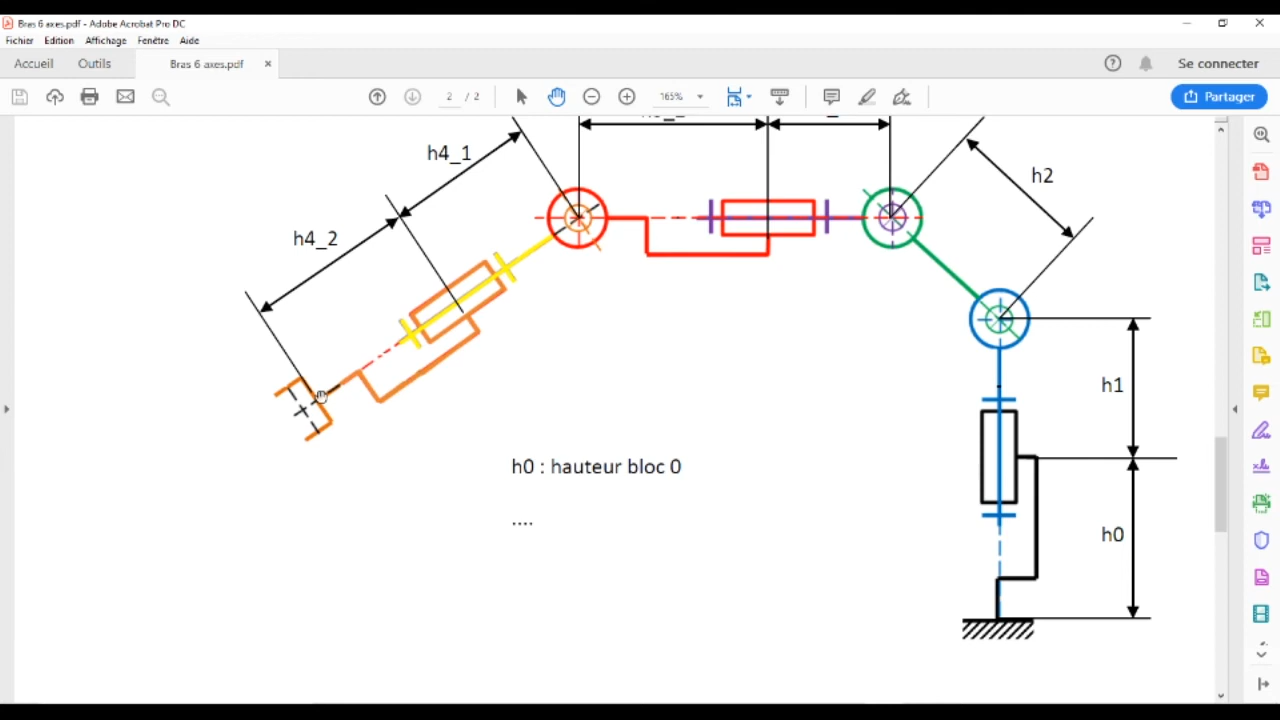 Bras 6 axes.pdf - Adobe Acrobat Pro DC
Fichier Edition Affichage Fenêtre Aide
Accueil Outils Bras 6 axes.pdf × Se connecter
2 / 2 165% Partager
h4_1
h2
h4_2
h1
h0 : hauteur bloc 0
....
h0